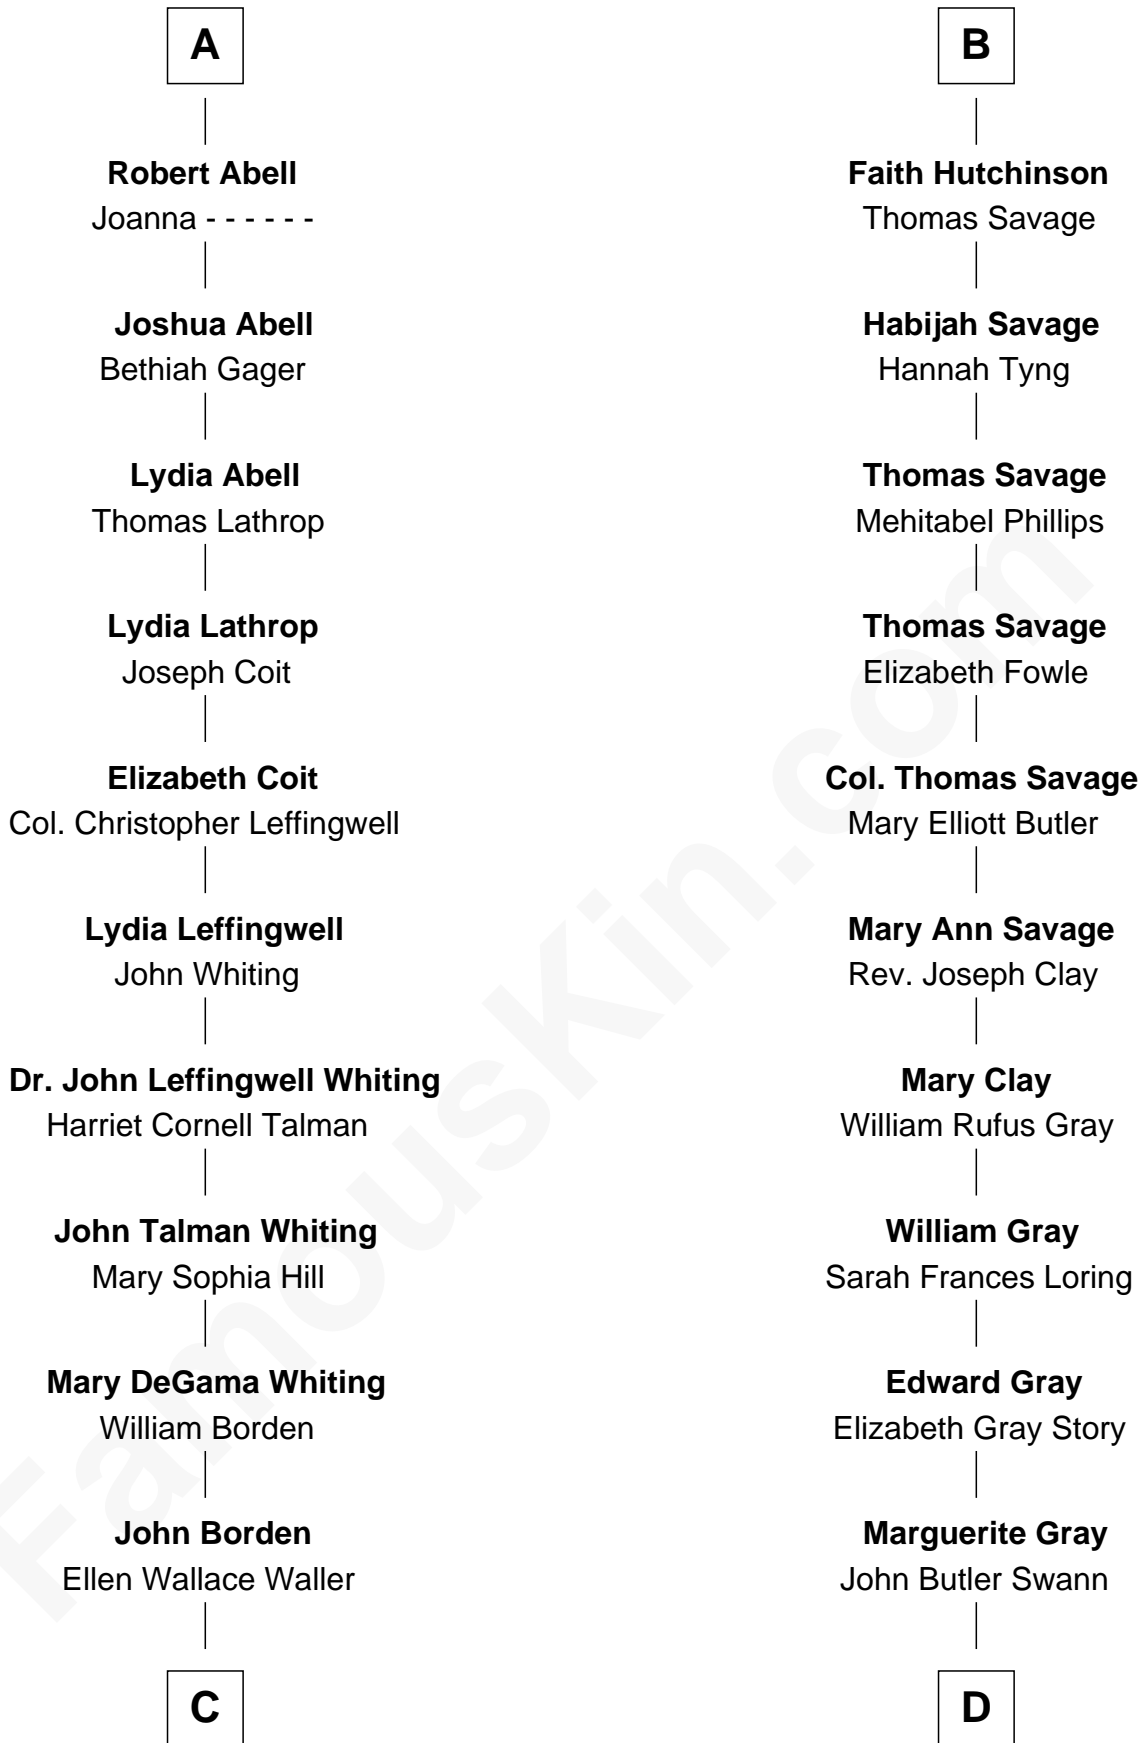 A
Robert Abell
Joanna - - - - - -
Joshua Abell
Bethiah Gager
Lydia Abell
Thomas Lathrop
Lydia Lathrop
Joseph Coit
Elizabeth Coit
Col. Christopher Leffingwell
Lydia Leffingwell
John Whiting
Dr. John Leffingwell Whiting
Harriet Cornell Talman
John Talman Whiting
Mary Sophia Hill
Mary DeGama Whiting
William Borden
John Borden
Ellen Wallace Waller
C
B
Faith Hutchinson
Thomas Savage
Habijah Savage
Hannah Tyng
Thomas Savage
Mehitabel Phillips
Thomas Savage
Elizabeth Fowle
Col. Thomas Savage
Mary Elliott Butler
Mary Ann Savage
Rev. Joseph Clay
Mary Clay
William Rufus Gray
William Gray
Sarah Frances Loring
Edward Gray
Elizabeth Gray Story
Marguerite Gray
John Butler Swann
D
FamousKin.com